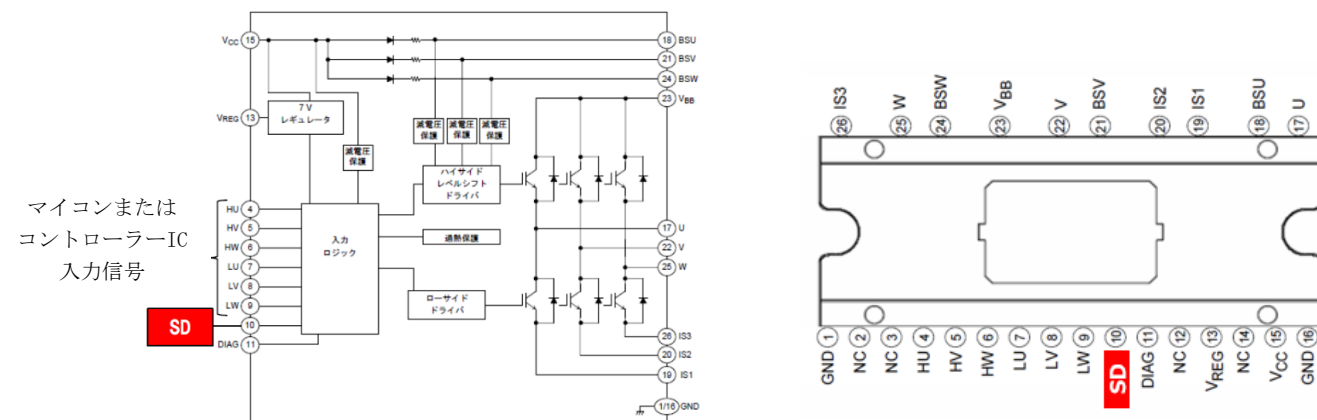 VCC 15
18 BSU
21 BSV
24 BSW
23 VBB
7 V
レギュレータ
VREG 13
減電圧
保護
減電圧
保護
減電圧
保護
減電圧
保護
ハイサイド
レベルシフト
ドライバ
マイコンまたは
コントローラーIC
入力信号
HU 4
HV 5
HW 6
LU 7
LV 8
LW 9
SD 10
DIAG 11
入力
ロジック
過熱保護
ローサイド
ドライバ
17 U
22 V
25 W
26 IS3
20 IS2
19 IS1
1/16 GND
26 IS3
25 W
24 BSW
23 VBB
22 V
21 BSV
20 IS2
19 IS1
18 BSU
17 U
GND 1
NC 2
NC 3
HU 4
HV 5
HW 6
LU 7
LV 8
LW 9
SD 10
DIAG 11
NC 12
VREG 13
NC 14
VCC 15
GND 16